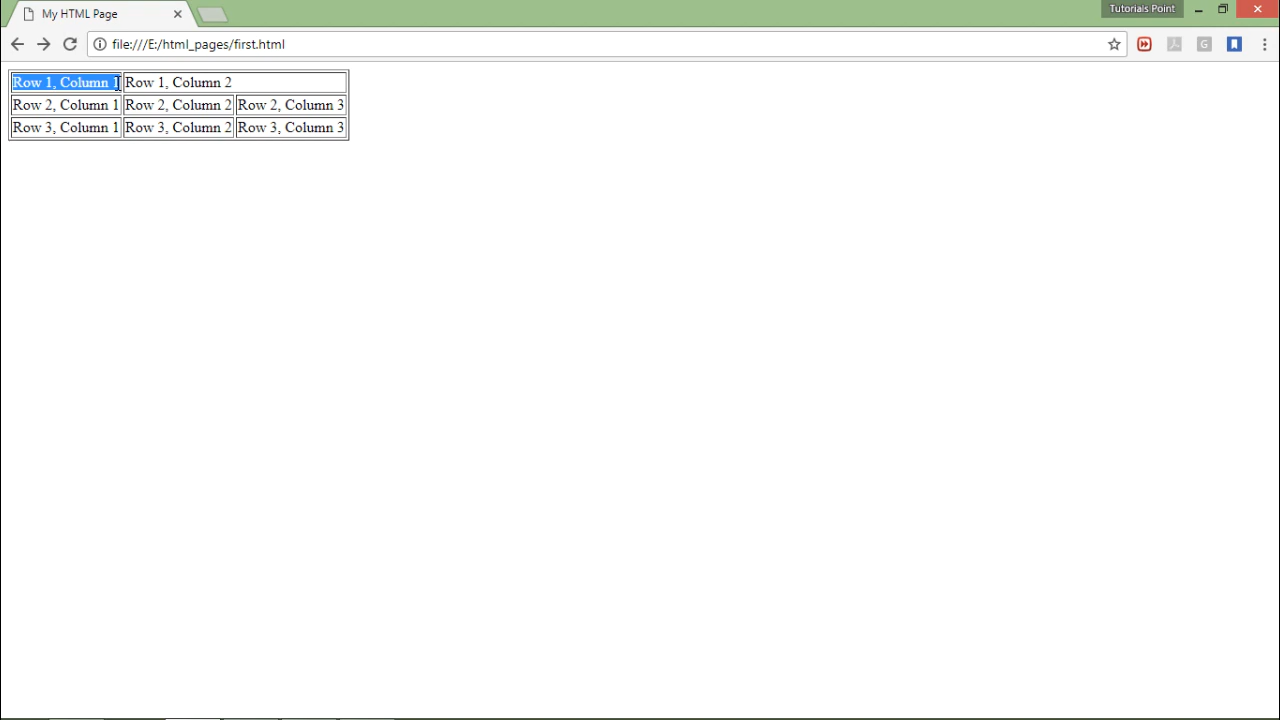 My HTML Page
Tutorials Point
file:///E:/html_pages/first.html
G
Row 1, Column 1 Row 1, Column 2
Row 2, Column 1 Row 2, Column 2 Row 2, Column 3
Row 3, Column 1 Row 3, Column 2 Row 3, Column 3